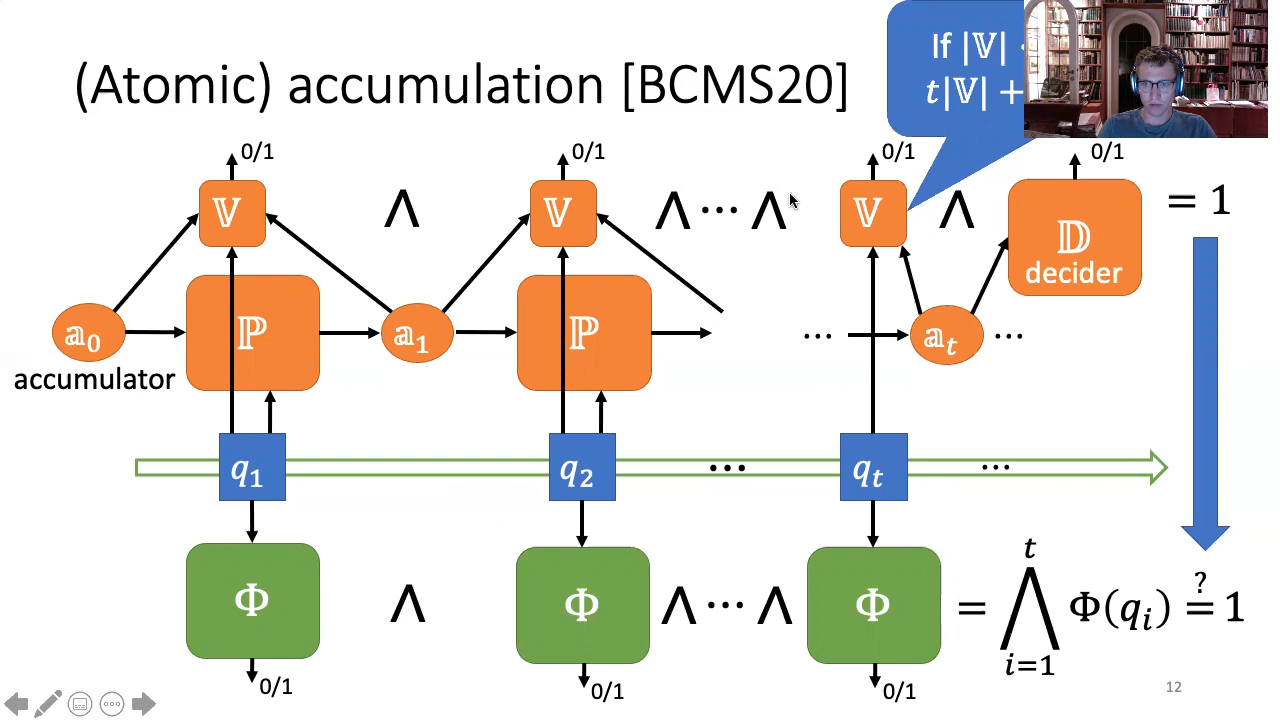 (Atomic) accumulation [BCMS20]
If |𝕍|
t|𝕍| +
0/1 0/1 0/1 0/1
𝕍 ⋀ 𝕍 ⋀ ⋯ ⋀ 𝕍 ⋀ 𝔻 = 1
decider
𝕒₀ ℙ 𝕒₁ ℙ ⋯ 𝕒ₜ ⋯
accumulator
q₁ q₂ ⋯ qₜ ⋯
Φ ⋀ Φ ⋀ ⋯ ⋀ Φ = ⋀ᵗᵢ₌₁ Φ(qᵢ) ≟ 1
0/1 0/1 0/1
12